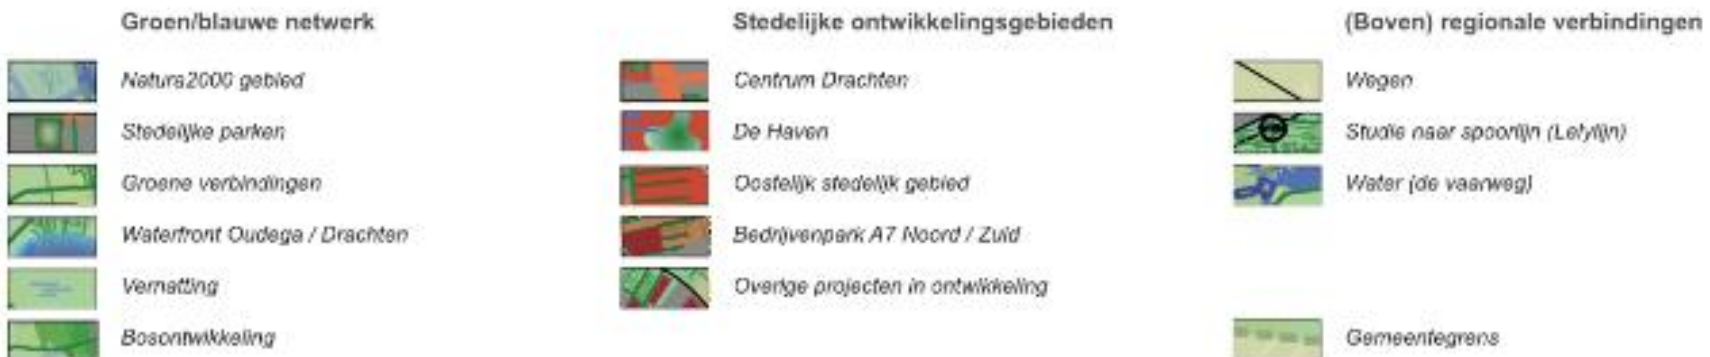 Groen/blauwe netwerk
Natura2000 gebied
Stedelijke parken
Groene verbindingen
Waterfront Oudega / Drachten
Vernatting
Bosontwikkeling
Stedelijke ontwikkelingsgebieden
Centrum Drachten
De Haven
Oostelijk stedelijk gebied
Bedrijvenpark A7 Noord / Zuid
Overige projecten in ontwikkeling
(Boven) regionale verbindingen
Wegen
Studie naar spoorlijn (Lelylijn)
Water (de vaarweg)
Gemeentegrens